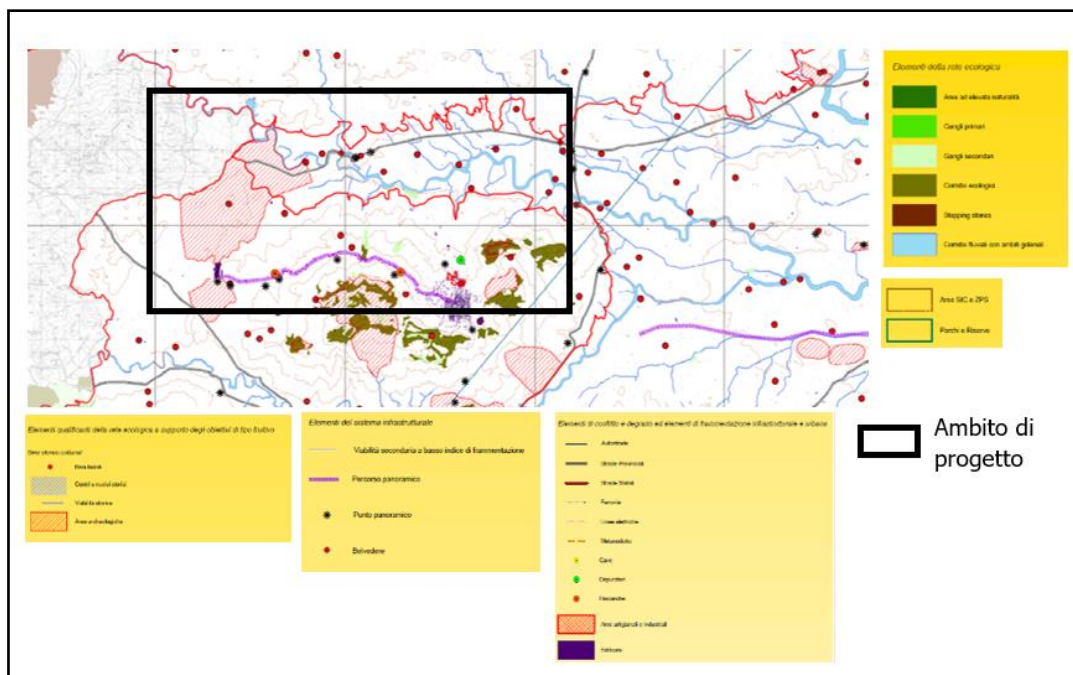 Elementi della rete ecologica
Aree ad elevata naturalità
Gangli primari
Gangli secondari
Corridoi ecologici
Stepping stones
Corridoi fluviali con ambiti golenali
Aree SIC e ZPS
Parchi e Riserve
Elementi qualificanti della rete ecologica a supporto degli obiettivi di tipo fruitivo
Beni storico culturali
Beni Isolati
Centri e nuclei storici
Viabilità storica
Aree archeologiche
Elementi del sistema infrastrutturale
Viabilità secondaria a basso indice di frammentazione
Percorso panoramico
Punto panoramico
Belvedere
Elementi di conflitto e degrado ed elementi di frammentazione infrastrutturale e urbana
Autostrade
Strade Provinciali
Strade Statali
Ferrovia
Linee elettriche
Metanodotto
Cave
Depuratori
Discariche
Aree artigianali e industriali
Edificato
Ambito di
progetto